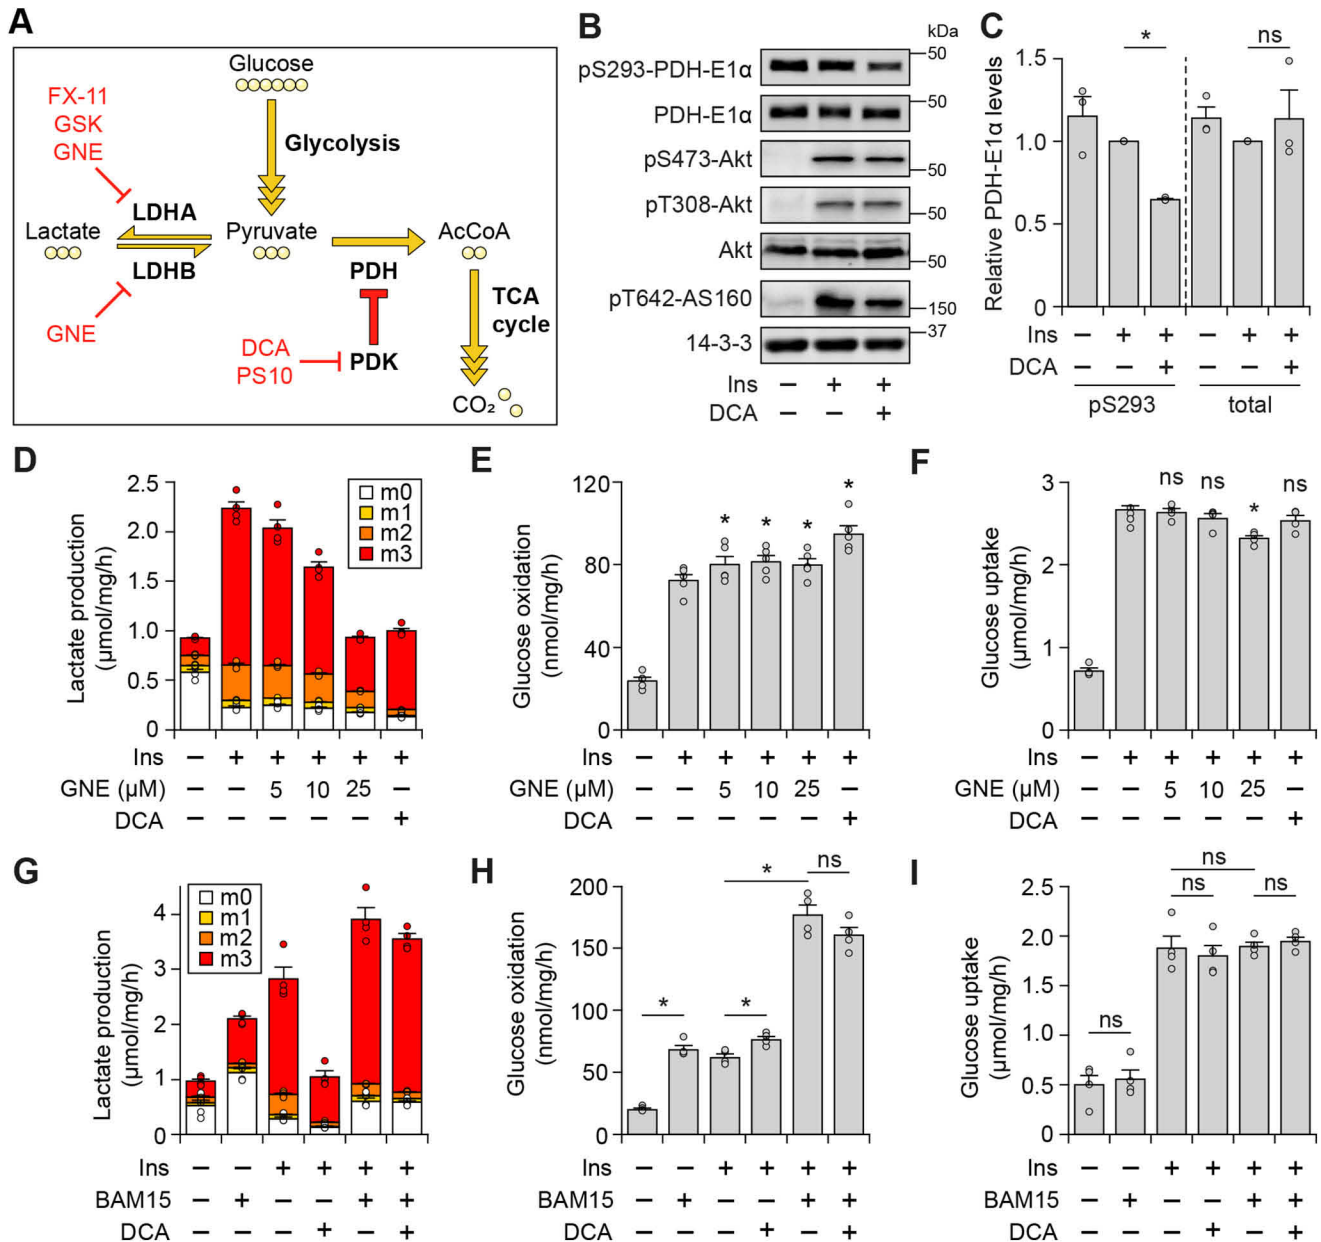 A
Glucose
FX-11
GSK
GNE
Glycolysis
LDHA
Lactate
Pyruvate
AcCoA
LDHB
PDH
GNE
TCA
cycle
DCA
PS10
PDK
CO₂
B
kDa
pS293-PDH-E1α
50
PDH-E1α
50
pS473-Akt
50
pT308-Akt
50
Akt
50
pT642-AS160
150
14-3-3
37
Ins − + +
DCA − − +
C
Relative PDH-E1α levels
1.5
1.0
0.5
0
*
ns
Ins − + + − + +
DCA − − + − − +
pS293 total
D
Lactate production
(µmol/mg/h)
2.5
2.0
1.5
1.0
0.5
0
m0
m1
m2
m3
Ins − + + + + +
GNE (µM) − − 5 10 25 −
DCA − − − − − +
E
Glucose oxidation
(nmol/mg/h)
120
80
40
0
* * * *
Ins − + + + + +
GNE (µM) − − 5 10 25 −
DCA − − − − − +
F
Glucose uptake
(µmol/mg/h)
3
2
1
0
ns ns * ns
Ins − + + + + +
GNE (µM) − − 5 10 25 −
DCA − − − − − +
G
Lactate production
(µmol/mg/h)
4
3
2
1
0
m0
m1
m2
m3
Ins − − + + + +
BAM15 − + − − + +
DCA − − − + − +
H
Glucose oxidation
(nmol/mg/h)
200
150
100
50
0
* * * ns
Ins − − + + + +
BAM15 − + − − + +
DCA − − − + − +
I
Glucose uptake
(µmol/mg/h)
2.5
2.0
1.5
1.0
0.5
0
ns
ns ns
ns
Ins − − + + + +
BAM15 − + − − + +
DCA − − − + − +